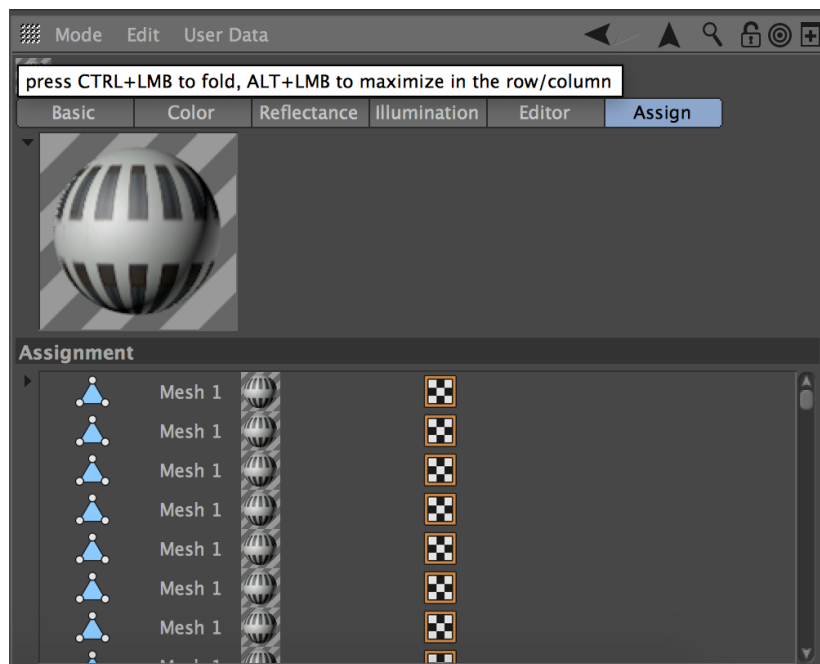 Mode Edit User Data
press CTRL+LMB to fold, ALT+LMB to maximize in the row/column
Basic Color Reflectance Illumination Editor Assign
Assignment
Mesh 1
Mesh 1
Mesh 1
Mesh 1
Mesh 1
Mesh 1
Mesh 1